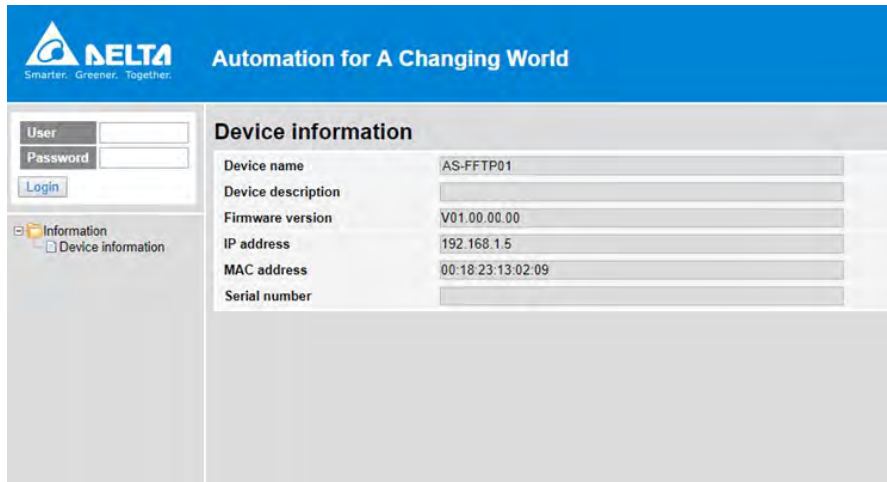 DELTA
Smarter. Greener. Together.
Automation for A Changing World
User
Password
Login
Information
Device information
Device information
Device name AS-FFTP01
Device description
Firmware version V01.00.00.00
IP address 192.168.1.5
MAC address 00:18:23:13:02:09
Serial number